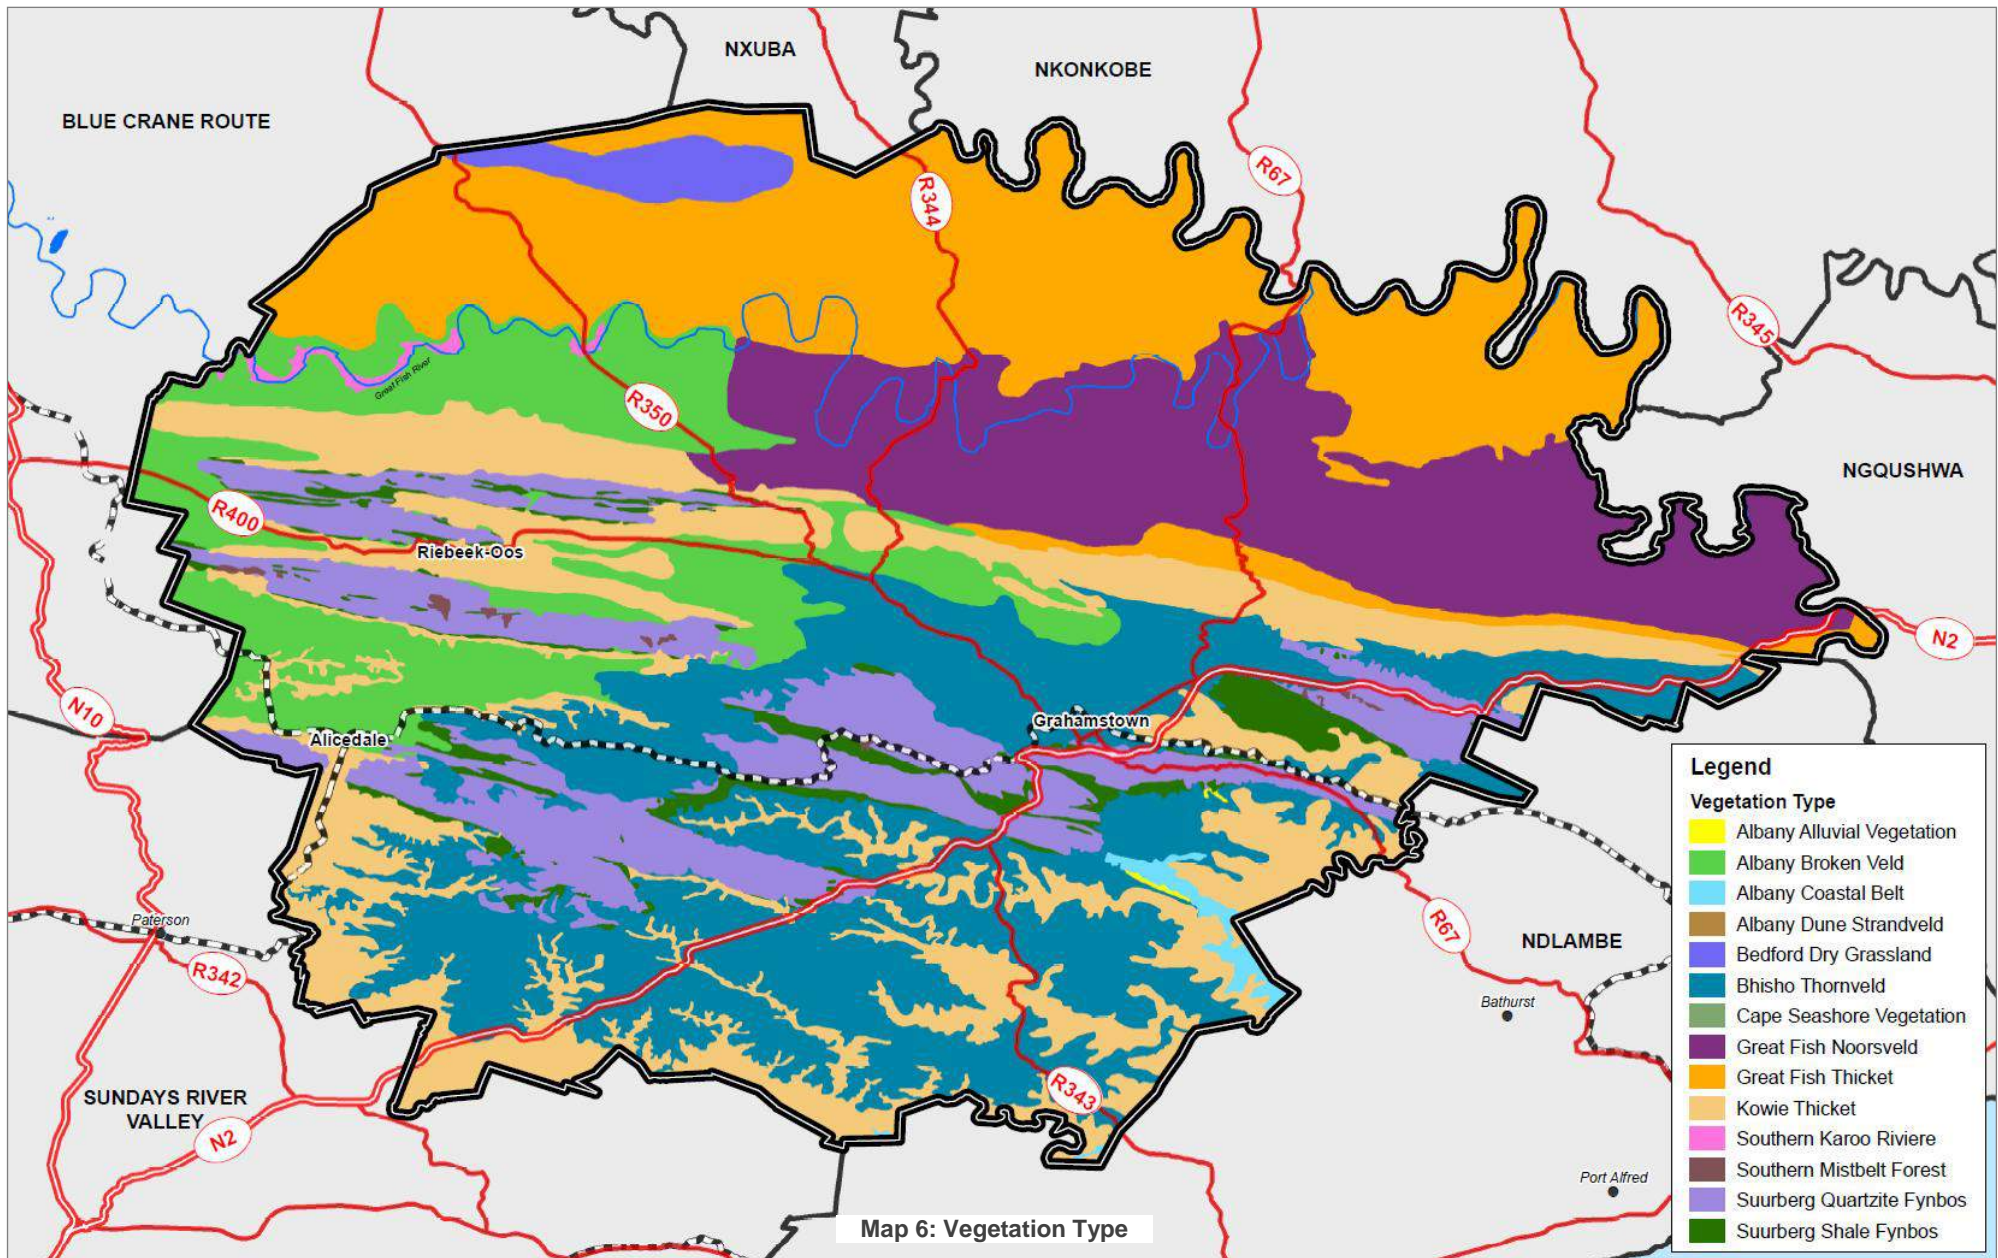 NXUBA
NKONKOBE
BLUE CRANE ROUTE
R67
R344
R345
Great Fish River
R350
NGQUSHWA
R400
Riebeek-Oos
N2
N10
Grahamstown
Alicedale
Legend
Vegetation Type
Albany Alluvial Vegetation
Albany Broken Veld
Albany Coastal Belt
Albany Dune Strandveld
Bedford Dry Grassland
Bhisho Thornveld
Cape Seashore Vegetation
Great Fish Noorsveld
Great Fish Thicket
Kowie Thicket
Southern Karoo Riviere
Southern Mistbelt Forest
Suurberg Quartzite Fynbos
Suurberg Shale Fynbos
Paterson
R67
NDLAMBE
R342
Bathurst
R343
SUNDAYS RIVER
VALLEY
N2
Port Alfred
Map 6: Vegetation Type